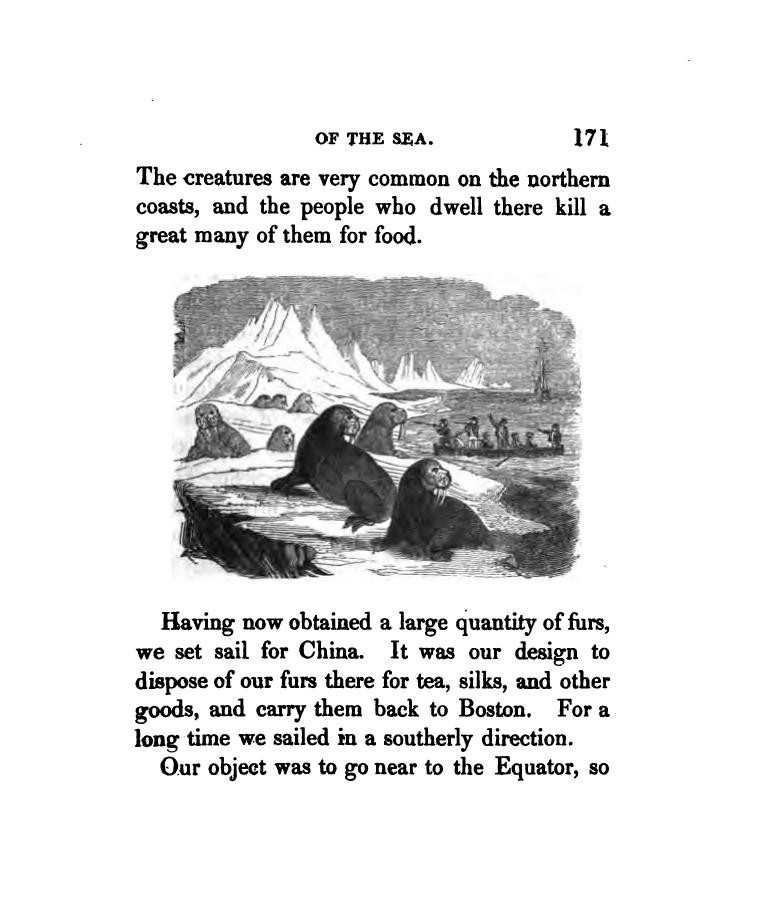 OF THE SEA. 171
The creatures are very common on the northern
coasts, and the people who dwell there kill a
great many of them for food.
Having now obtained a large quantity of furs,
we set sail for China. It was our design to
dispose of our furs there for tea, silks, and other
goods, and carry them back to Boston. For a
long time we sailed in a southerly direction.
Our object was to go near to the Equator, so